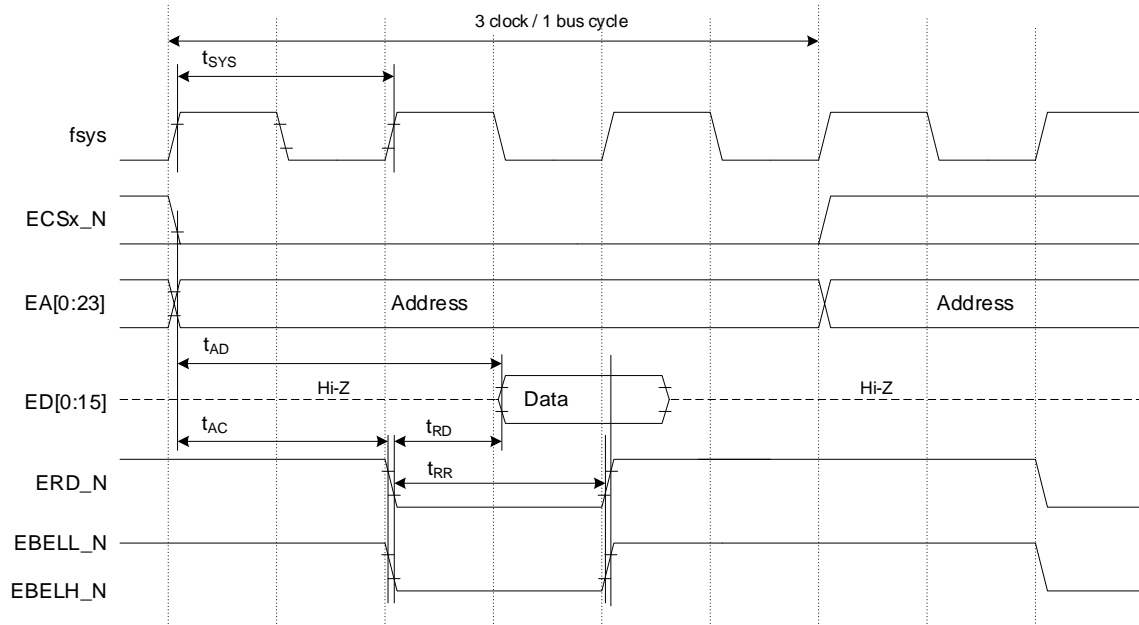 3 clock / 1 bus cycle
tSYS
fsys
ECSx_N
EA[0:23]
Address
Address
tAD
Hi-Z
Data
Hi-Z
ED[0:15]
tAC
tRD
tRR
ERD_N
EBELL_N
EBELH_N